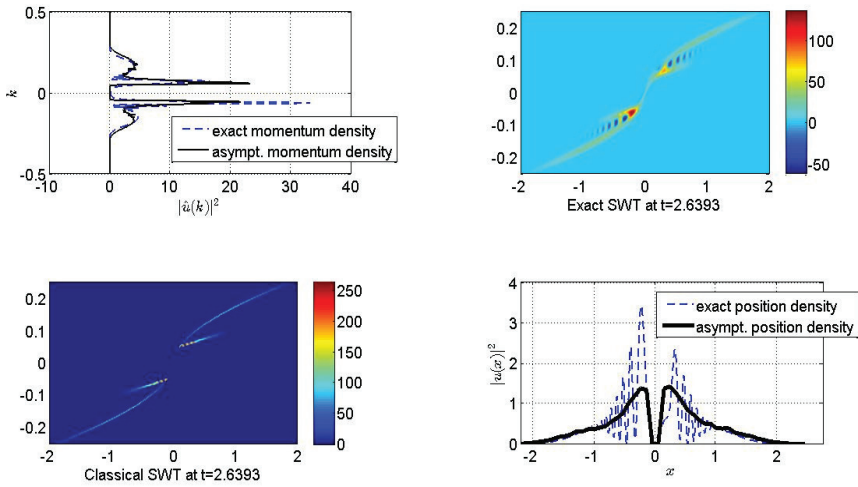 0.5
k
0
-0.5
-10 0 10 20 30 40
|û(k)|²
exact momentum density
asympt. momentum density
0.2
0.1
0
-0.1
-0.2
-2 -1 0 1 2
Exact SWT at t=2.6393
100
50
0
-50
0.2
0.1
0
-0.1
-0.2
-2 -1 0 1 2
Classical SWT at t=2.6393
250
200
150
100
50
0
4
3
2
1
0
|u(x)|²
-2 -1 0 1 2
x
exact position density
asympt. position density